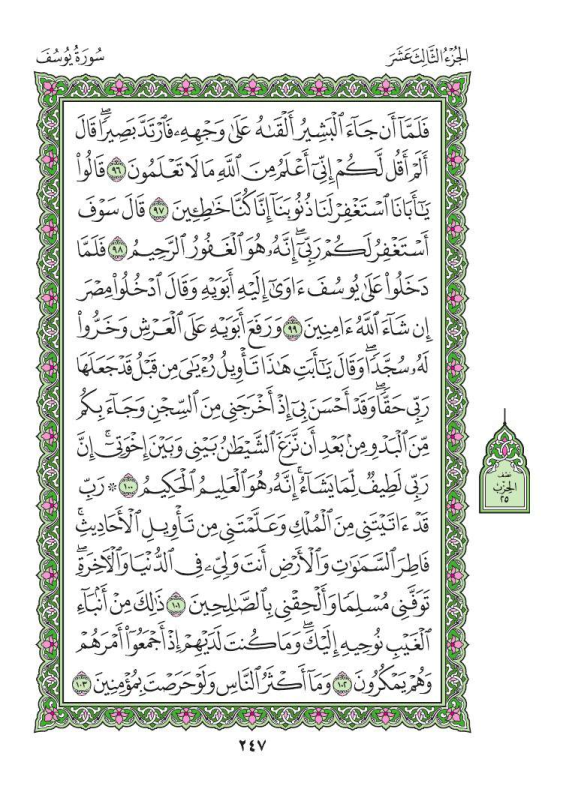 الجُزْءُ الثَّالِثَ عَشَرَ
سُورَةُ يُوسُفَ
فَلَمَّآ أَن جَآءَ ٱلْبَشِيرُ أَلْقَىٰهُ عَلَىٰ وَجْهِهِۦ فَٱرْتَدَّ بَصِيرًاۖ قَالَ
أَلَمْ أَقُل لَّكُمْ إِنِّىٓ أَعْلَمُ مِنَ ٱللَّهِ مَا لَا تَعْلَمُونَ ٩٦ قَالُوا۟
يَٰٓأَبَانَا ٱسْتَغْفِرْ لَنَا ذُنُوبَنَآ إِنَّا كُنَّا خَٰطِـِٔينَ ٩٧ قَالَ سَوْفَ
أَسْتَغْفِرُ لَكُمْ رَبِّىٓۖ إِنَّهُۥ هُوَ ٱلْغَفُورُ ٱلرَّحِيمُ ٩٨ فَلَمَّا
دَخَلُوا۟ عَلَىٰ يُوسُفَ ءَاوَىٰٓ إِلَيْهِ أَبَوَيْهِ وَقَالَ ٱدْخُلُوا۟ مِصْرَ
إِن شَآءَ ٱللَّهُ ءَامِنِينَ ٩٩ وَرَفَعَ أَبَوَيْهِ عَلَى ٱلْعَرْشِ وَخَرُّوا۟
لَهُۥ سُجَّدًاۖ وَقَالَ يَٰٓأَبَتِ هَٰذَا تَأْوِيلُ رُءْيَٰىَ مِن قَبْلُ قَدْ جَعَلَهَا
رَبِّى حَقًّاۖ وَقَدْ أَحْسَنَ بِىٓ إِذْ أَخْرَجَنِى مِنَ ٱلسِّجْنِ وَجَآءَ بِكُم
مِّنَ ٱلْبَدْوِ مِنۢ بَعْدِ أَن نَّزَغَ ٱلشَّيْطَٰنُ بَيْنِى وَبَيْنَ إِخْوَتِىٓۚ إِنَّ
رَبِّى لَطِيفٌ لِّمَا يَشَآءُۚ إِنَّهُۥ هُوَ ٱلْعَلِيمُ ٱلْحَكِيمُ ١٠٠ ۞ رَبِّ
قَدْ ءَاتَيْتَنِى مِنَ ٱلْمُلْكِ وَعَلَّمْتَنِى مِن تَأْوِيلِ ٱلْأَحَادِيثِۚ
فَاطِرَ ٱلسَّمَٰوَٰتِ وَٱلْأَرْضِ أَنتَ وَلِىِّۦ فِى ٱلدُّنْيَا وَٱلْءَاخِرَةِۖ
تَوَفَّنِى مُسْلِمًا وَأَلْحِقْنِى بِٱلصَّٰلِحِينَ ١٠١ ذَٰلِكَ مِنْ أَنۢبَآءِ
ٱلْغَيْبِ نُوحِيهِ إِلَيْكَۖ وَمَا كُنتَ لَدَيْهِمْ إِذْ أَجْمَعُوٓا۟ أَمْرَهُمْ
وَهُمْ يَمْكُرُونَ ١٠٢ وَمَآ أَكْثَرُ ٱلنَّاسِ وَلَوْ حَرَصْتَ بِمُؤْمِنِينَ ١٠٣
نصف
الحزب
٢٥
٢٤٧